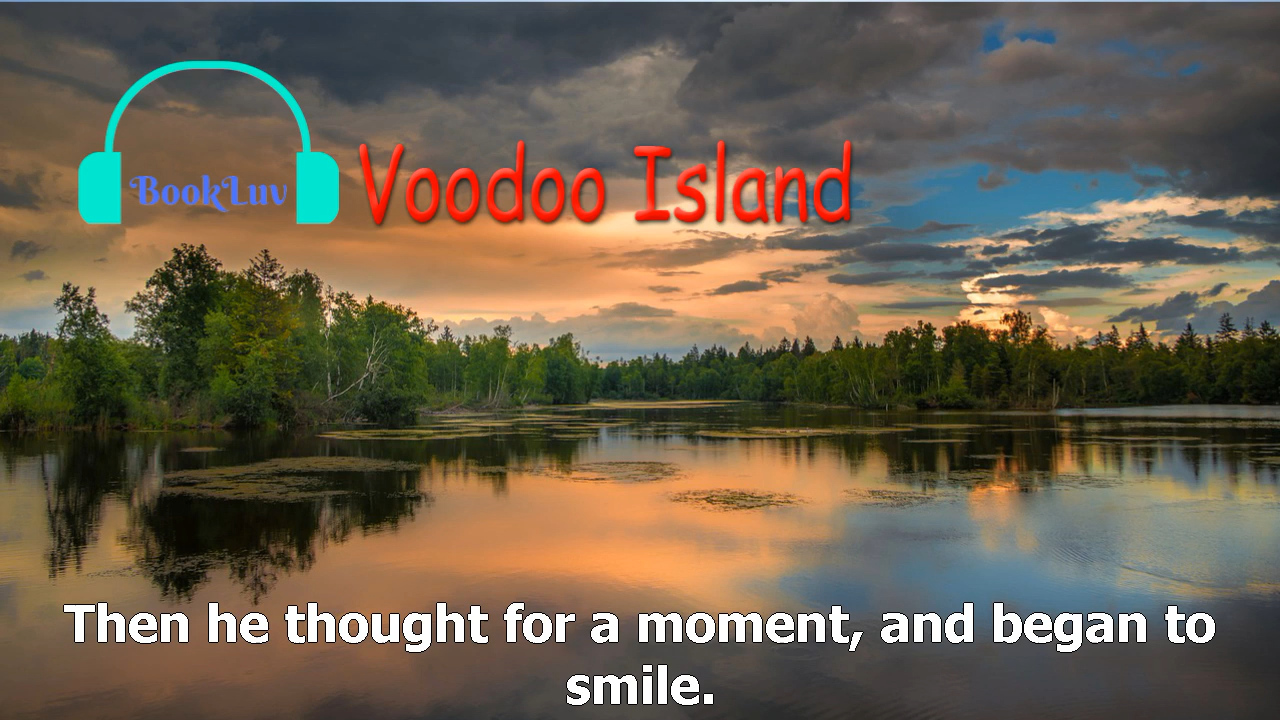 BookLuv
Voodoo Island
Then he thought for a moment, and began to
smile.